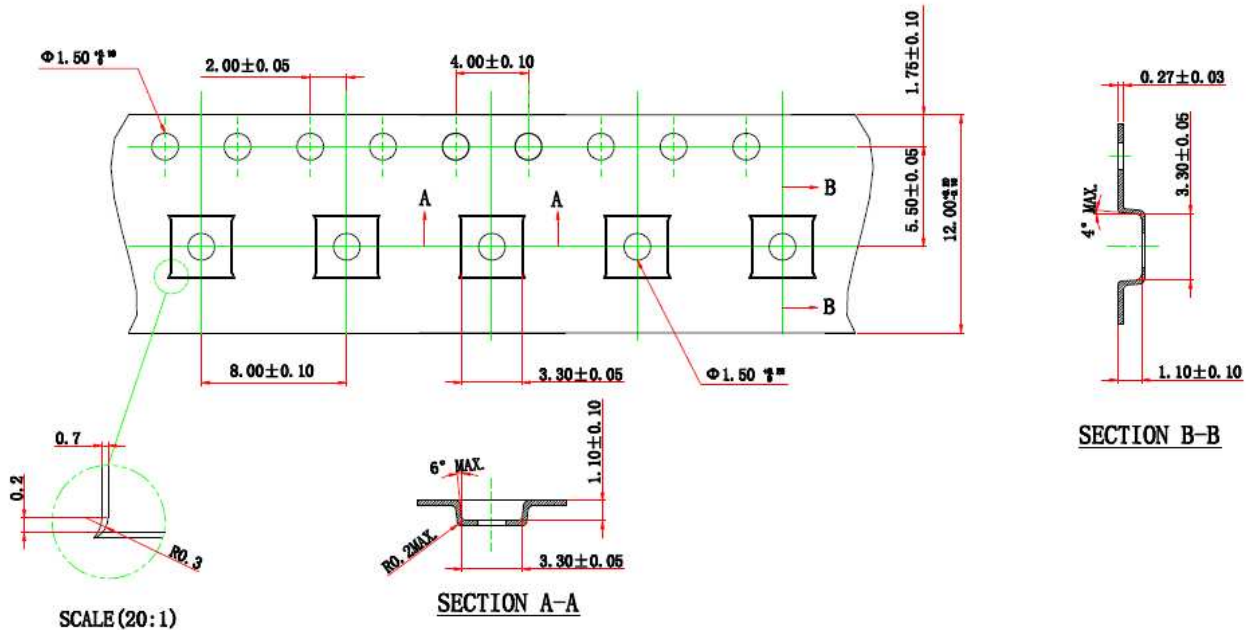 Φ1.50
2.00±0.05
4.00±0.10
1.75±0.10
0.27±0.03
3.30±0.05
5.50±0.05
12.00
A
A
B
B
4° MAX.
8.00±0.10
3.30±0.05
Φ1.50
1.10±0.10
SECTION B-B
0.7
0.2
R0.3
SCALE(20:1)
6° MAX.
1.10±0.10
R0.2MAX.
3.30±0.05
SECTION A-A